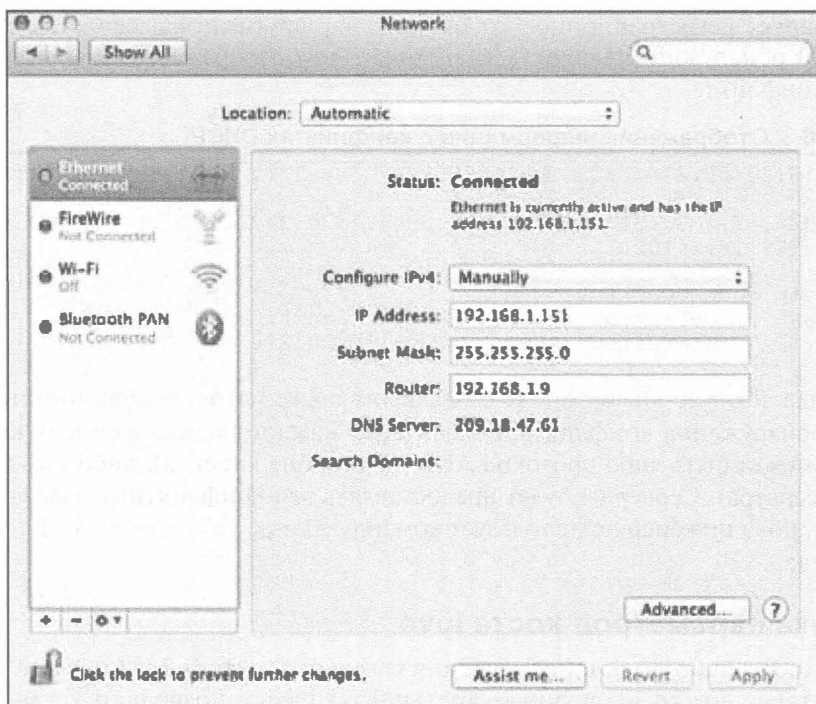 Network
Show All
Location: Automatic
Ethernet
Connected
FireWire
Not Connected
Wi-Fi
Off
Bluetooth PAN
Not Connected
Status: Connected
Ethernet is currently active and has the IP
address 192.168.1.151.
Configure IPv4: Manually
IP Address: 192.168.1.151
Subnet Mask: 255.255.255.0
Router: 192.168.1.9
DNS Server: 209.18.47.61
Search Domains:
Advanced... ?
+ -
Click the lock to prevent further changes.
Assist me... Revert Apply